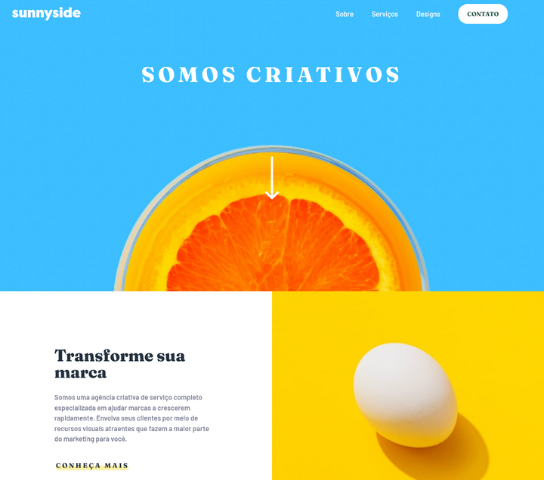 sunnyside
Sobre Serviços Designs CONTATO
SOMOS CRIATIVOS
Transforme sua
marca
Somos uma agência criativa de serviço completo
especializada em ajudar marcas a crescerem
rapidamente. Envolva seus clientes por meio de
recursos visuais atraentes que fazem a maior parte
do marketing para você.
CONHEÇA MAIS